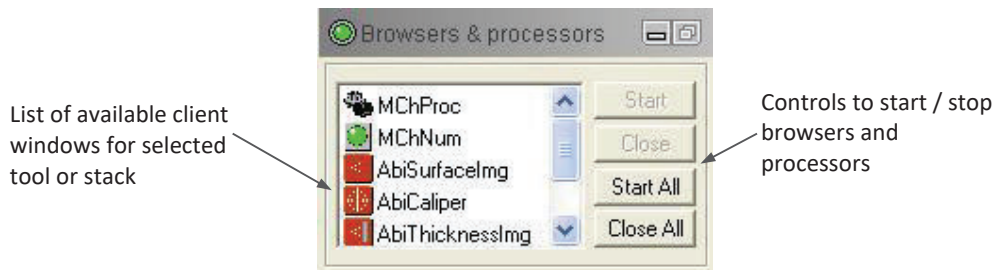 Browsers & processors
List of available client
windows for selected
tool or stack
MChProc
MChNum
AbiSurfaceImg
AbiCaliper
AbiThicknessImg
Start
Close
Start All
Close All
Controls to start / stop
browsers and
processors